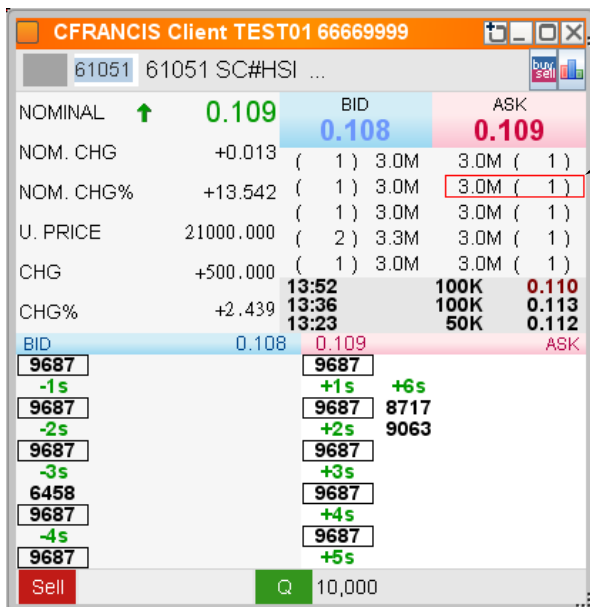 CFRANCIS Client TEST01 66669999
61051 61051 SC#HSI ...
buy sell
NOMINAL 0.109
NOM. CHG +0.013
NOM. CHG% +13.542
U. PRICE 21000.000
CHG +500.000
CHG% +2.439
BID ASK
0.108 0.109
( 1 ) 3.0M 3.0M ( 1 )
( 1 ) 3.0M 3.0M ( 1 )
( 1 ) 3.0M 3.0M ( 1 )
( 2 ) 3.3M 3.0M ( 1 )
( 1 ) 3.0M 3.0M ( 1 )
13:52 100K 0.110
13:36 100K 0.113
13:23 50K 0.112
BID 0.108 0.109 ASK
9687 9687
-1s +1s +6s
9687 9687 8717
-2s +2s 9063
9687 9687
-3s +3s
6458 9687
9687 +4s
-4s 9687
9687 +5s
Sell Q 10,000